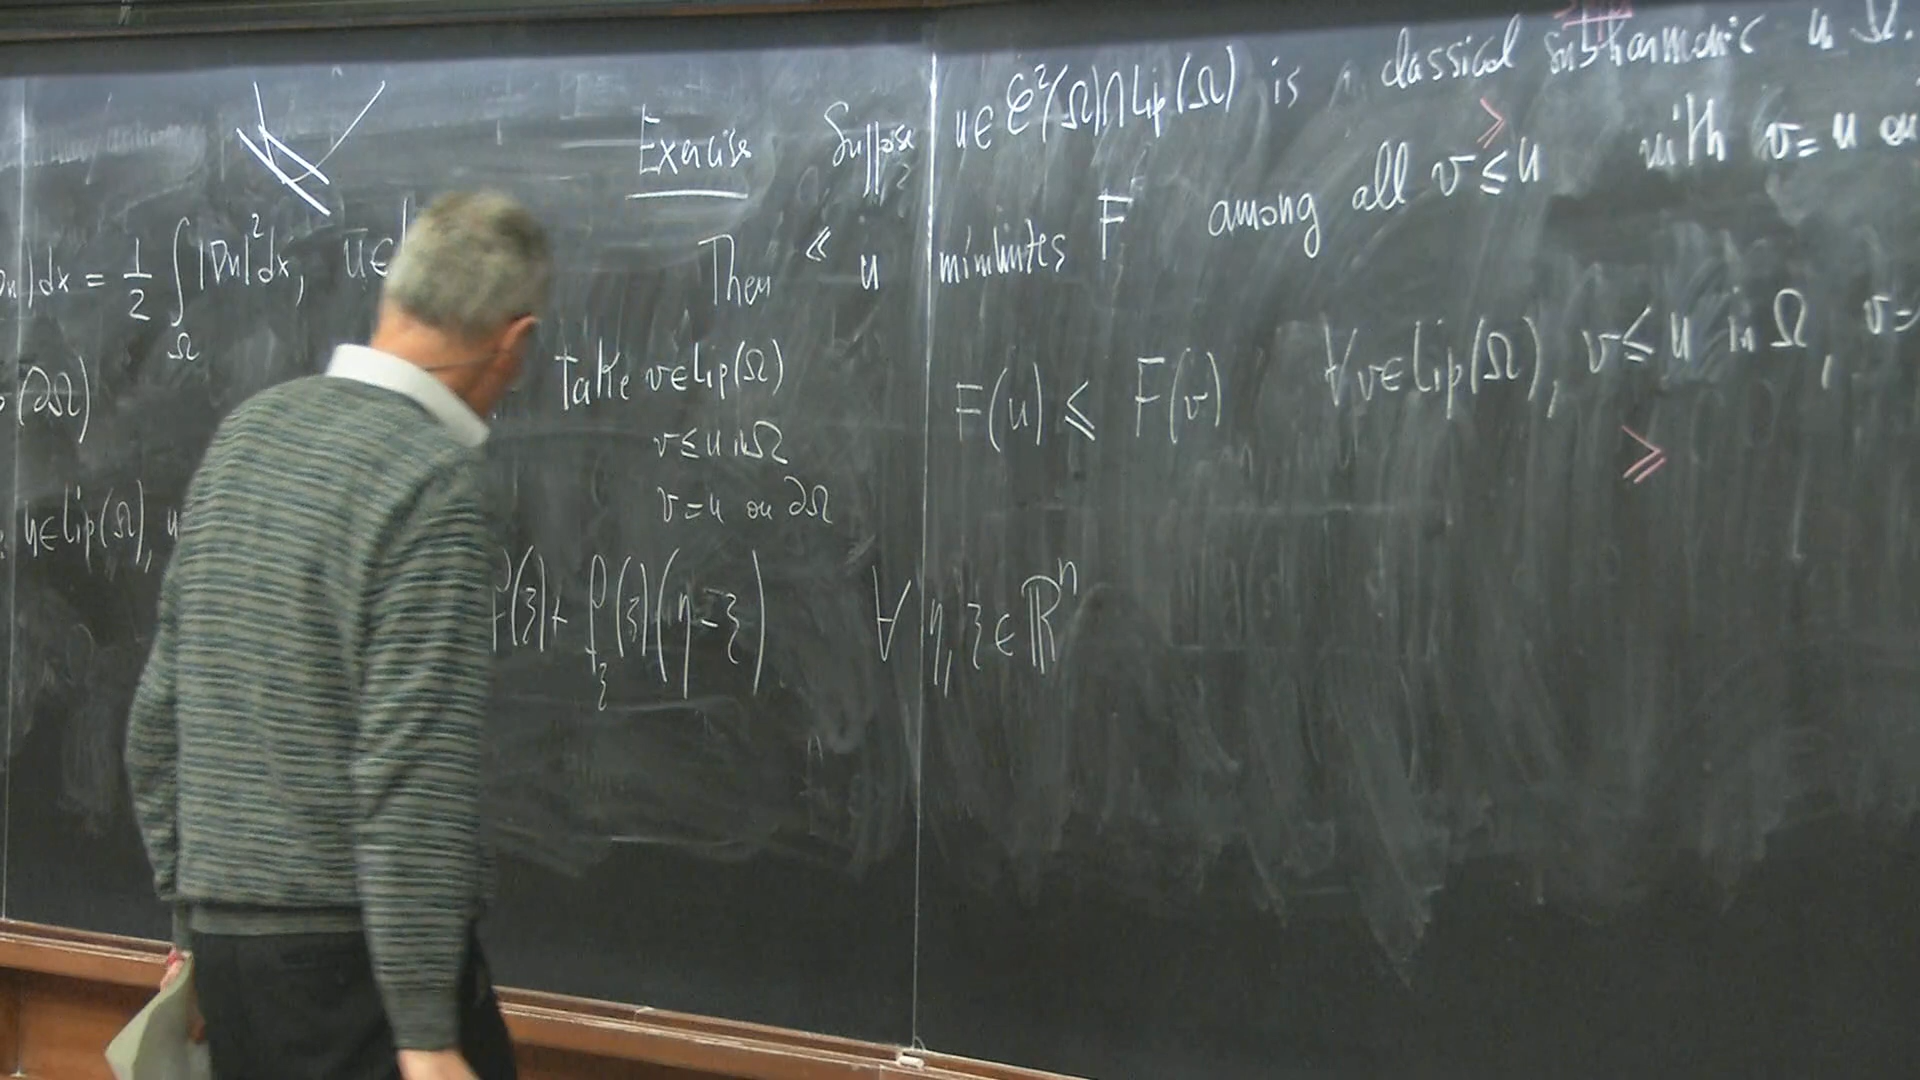 Exercise Suppose u ∈ C²(Ω) ∩ Lip(Ω) is a classical subharmonic in Ω.
Then u minimizes F among all v ≤ u with v = u on
≥
) dx = 1/2 ∫_Ω |Du|² dx, u ∈
(∂Ω)
u ∈ Lip(Ω), u
take v ∈ Lip(Ω)
v ≤ u in Ω
v = u on ∂Ω
F(u) ≤ F(v) ∀ v ∈ Lip(Ω), v ≤ u in Ω, v =
≥
f(ξ) + f_ξ(ξ)(η − ξ) ∀ η, ξ ∈ ℝⁿ